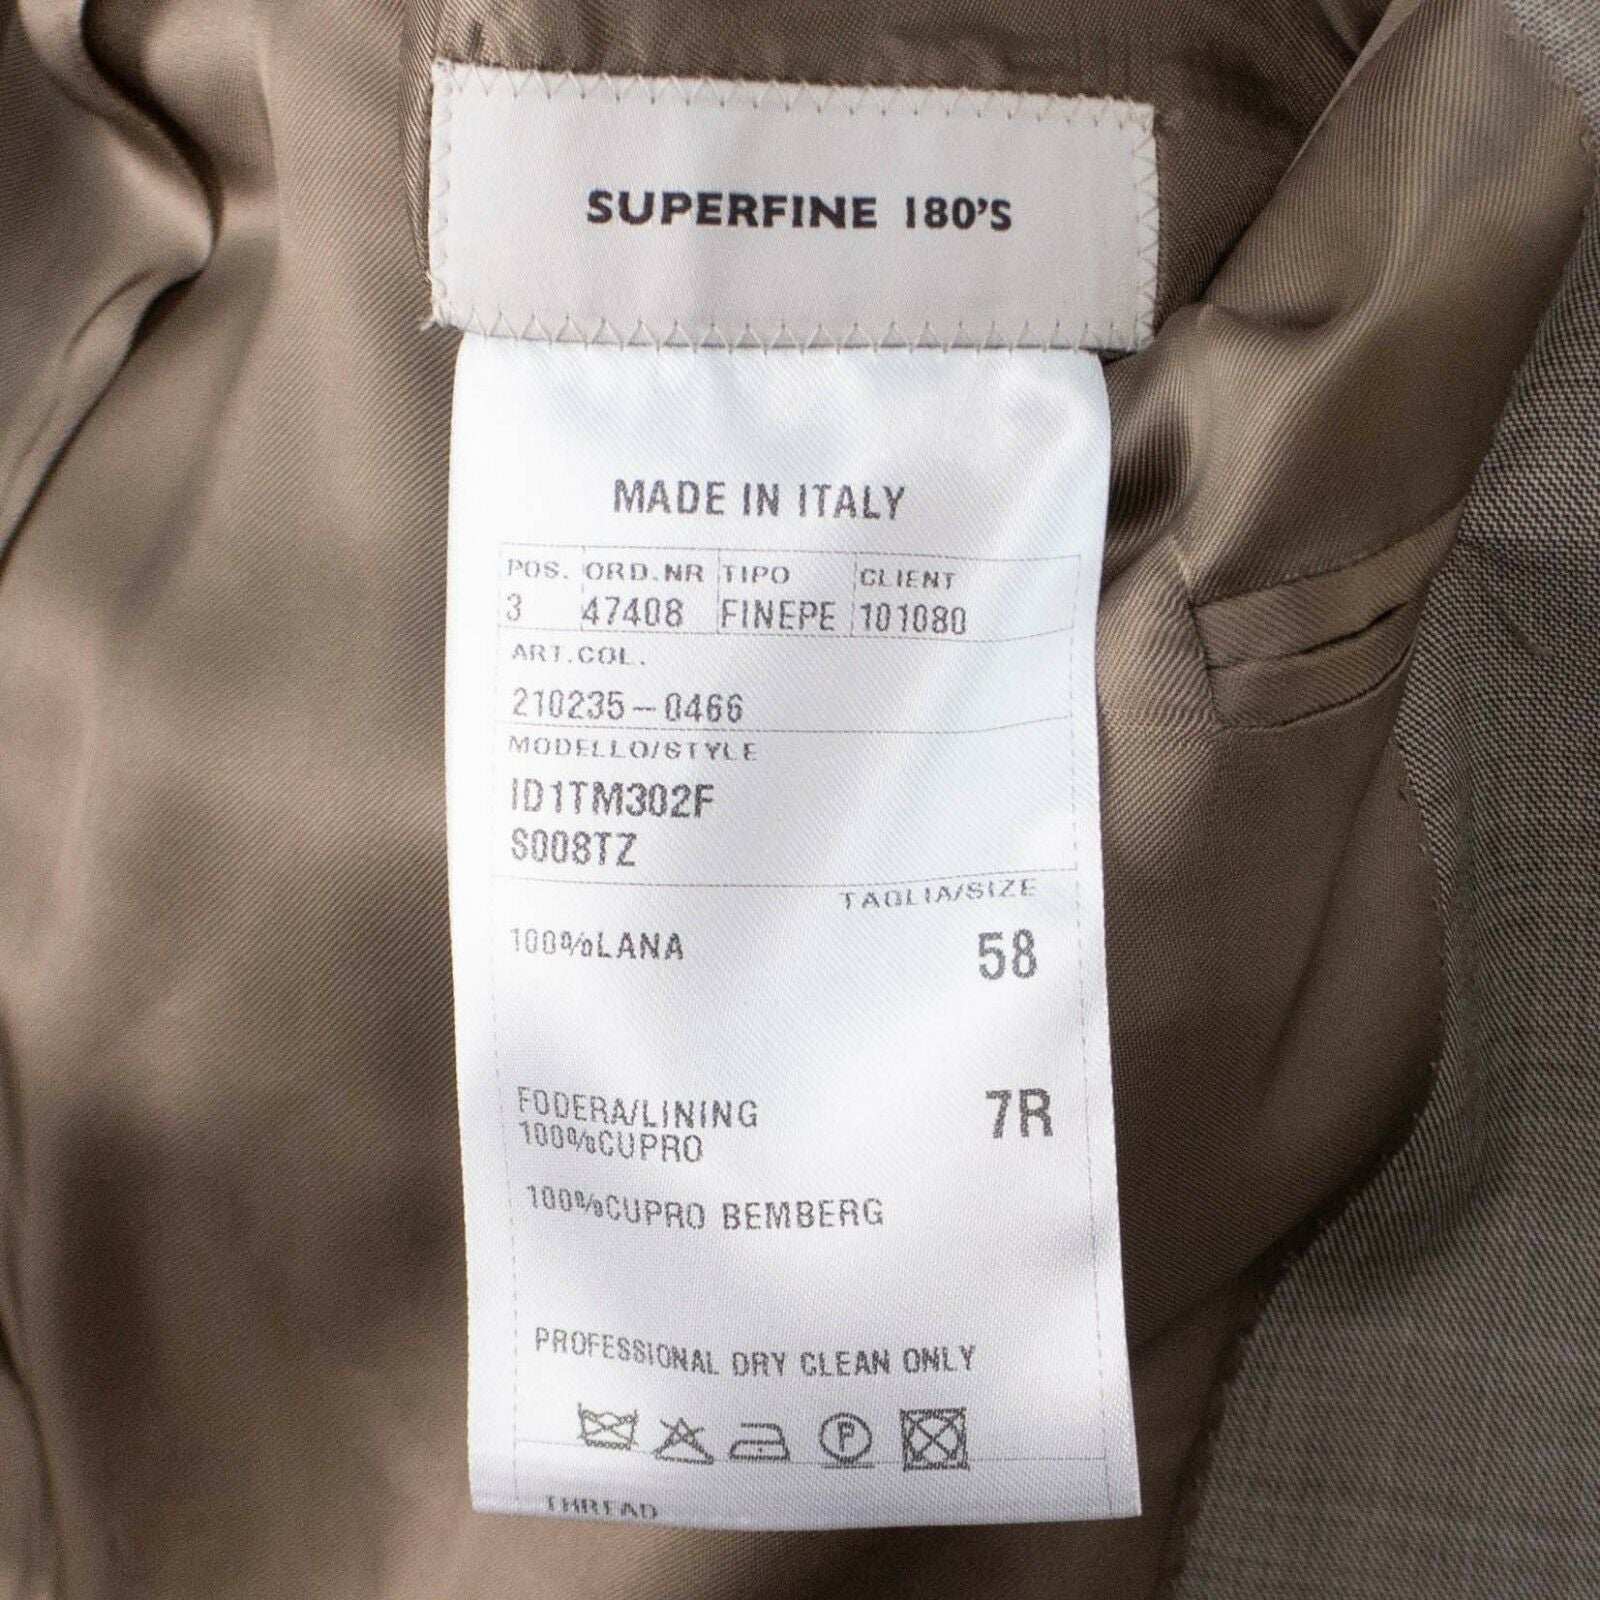 SUPERFINE 180'S
MADE IN ITALY
POS. ORD.NR TIPO CLIENT
3 47408 FINEPE 101080
ART.COL.
210235-0466
MODELLO/STYLE
ID1TM302F
S008TZ
TAGLIA/SIZE
100%LANA 58
FODERA/LINING 7R
100%CUPRO
100%CUPRO BEMBERG
PROFESSIONAL DRY CLEAN ONLY
P
THREAD